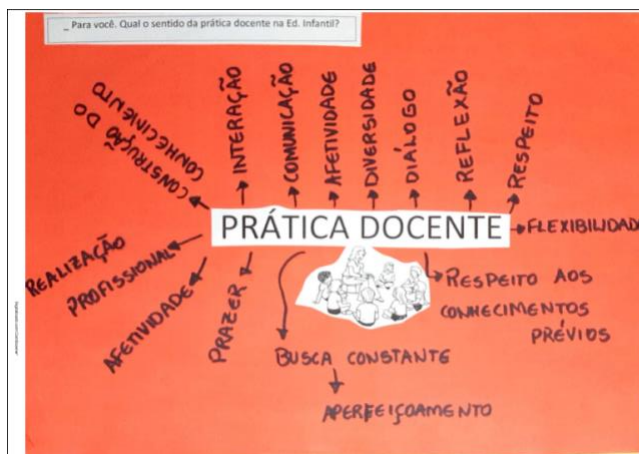 _ Para você. Qual o sentido da prática docente na Ed. Infantil?
CONSTRUÇÃO DO
CONHECIMENTO
INTERAÇÃO
COMUNICAÇÃO
AFETIVIDADE
DIVERSIDADE
DIÁLOGO
REFLEXÃO
RESPEITO
PRÁTICA DOCENTE
FLEXIBILIDAD
REALIZAÇÃO
PROFISSIONAL
AFETIVIDADE
PRAZER
BUSCA CONSTANTE
APERFEIÇOAMENTO
RESPEITO AOS
CONHECIMENTOS
PRÉVIOS